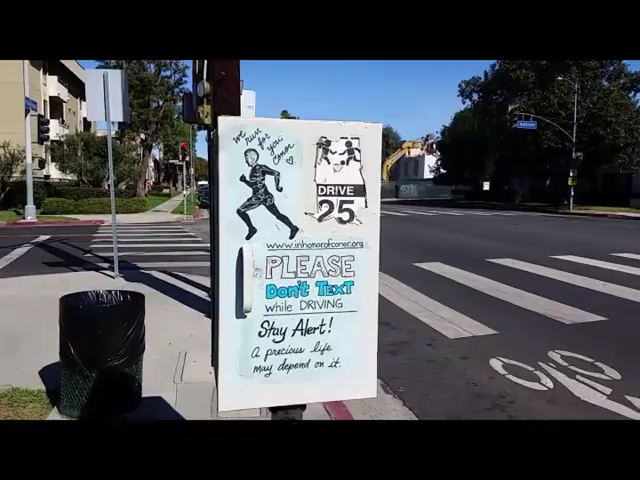 we run
for
you
Conor
DRIVE
25
www.inhonorofconor.org
PLEASE
Don't TEXT
while DRIVING
Stay Alert!
A precious life
may depend on it.